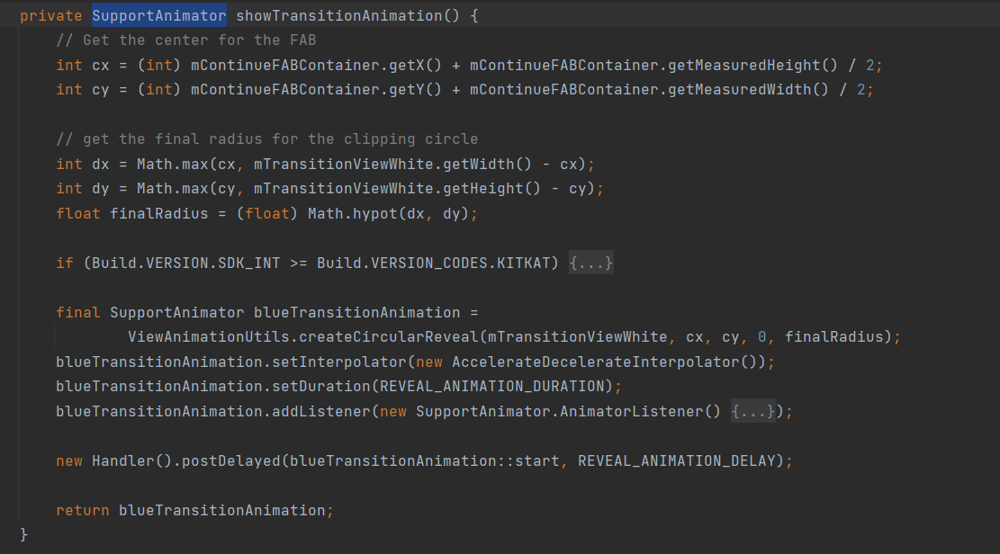 private SupportAnimator showTransitionAnimation() {
    // Get the center for the FAB
    int cx = (int) mContinueFABContainer.getX() + mContinueFABContainer.getMeasuredHeight() / 2;
    int cy = (int) mContinueFABContainer.getY() + mContinueFABContainer.getMeasuredWidth() / 2;

    // get the final radius for the clipping circle
    int dx = Math.max(cx, mTransitionViewWhite.getWidth() - cx);
    int dy = Math.max(cy, mTransitionViewWhite.getHeight() - cy);
    float finalRadius = (float) Math.hypot(dx, dy);

    if (Build.VERSION.SDK_INT >= Build.VERSION_CODES.KITKAT) {...}

    final SupportAnimator blueTransitionAnimation =
            ViewAnimationUtils.createCircularReveal(mTransitionViewWhite, cx, cy, 0, finalRadius);
    blueTransitionAnimation.setInterpolator(new AccelerateDecelerateInterpolator());
    blueTransitionAnimation.setDuration(REVEAL_ANIMATION_DURATION);
    blueTransitionAnimation.addListener(new SupportAnimator.AnimatorListener() {...});

    new Handler().postDelayed(blueTransitionAnimation::start, REVEAL_ANIMATION_DELAY);

    return blueTransitionAnimation;
}